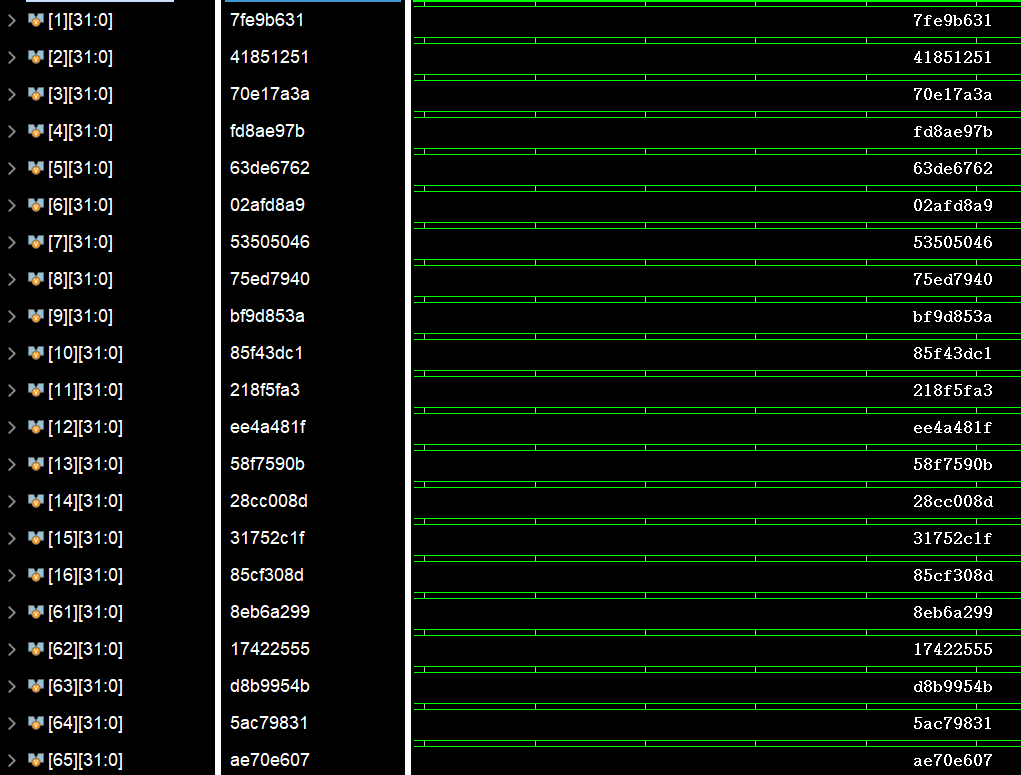 [1][31:0] 7fe9b631 7fe9b631
[2][31:0] 41851251 41851251
[3][31:0] 70e17a3a 70e17a3a
[4][31:0] fd8ae97b fd8ae97b
[5][31:0] 63de6762 63de6762
[6][31:0] 02afd8a9 02afd8a9
[7][31:0] 53505046 53505046
[8][31:0] 75ed7940 75ed7940
[9][31:0] bf9d853a bf9d853a
[10][31:0] 85f43dc1 85f43dc1
[11][31:0] 218f5fa3 218f5fa3
[12][31:0] ee4a481f ee4a481f
[13][31:0] 58f7590b 58f7590b
[14][31:0] 28cc008d 28cc008d
[15][31:0] 31752c1f 31752c1f
[16][31:0] 85cf308d 85cf308d
[61][31:0] 8eb6a299 8eb6a299
[62][31:0] 17422555 17422555
[63][31:0] d8b9954b d8b9954b
[64][31:0] 5ac79831 5ac79831
[65][31:0] ae70e607 ae70e607